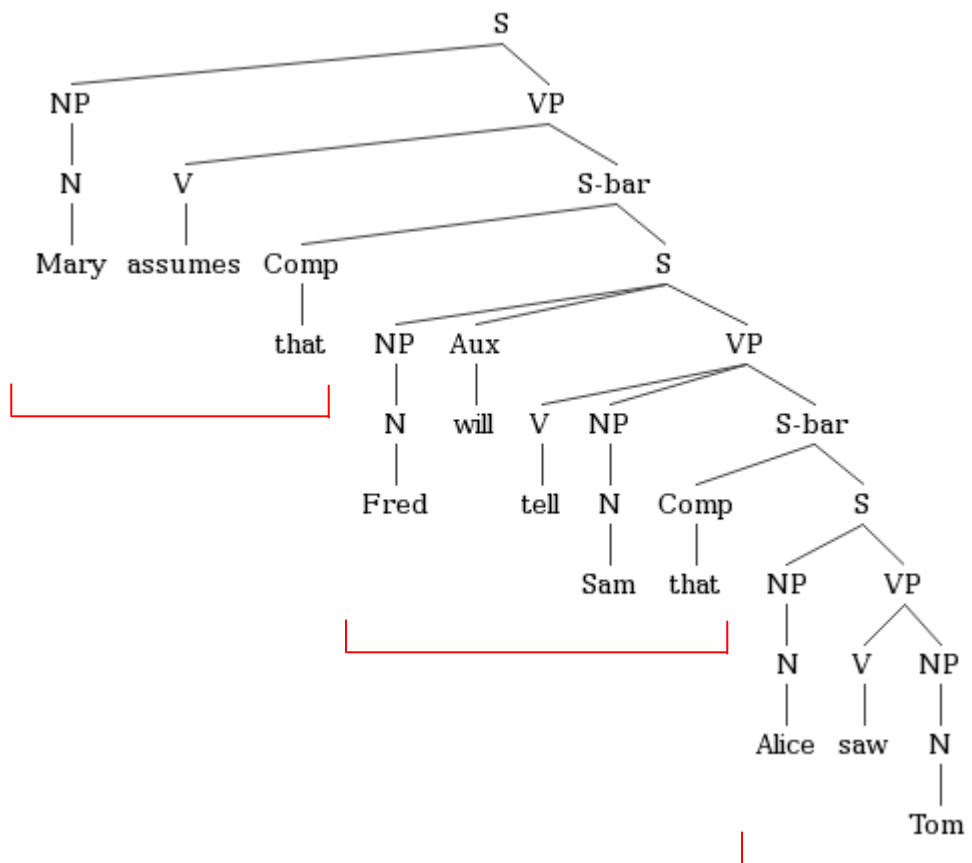 S
NP VP
N V S-bar
Mary assumes Comp S
that NP Aux VP
N will V NP S-bar
Fred tell N Comp S
Sam that NP VP
N V NP
Alice saw N
Tom